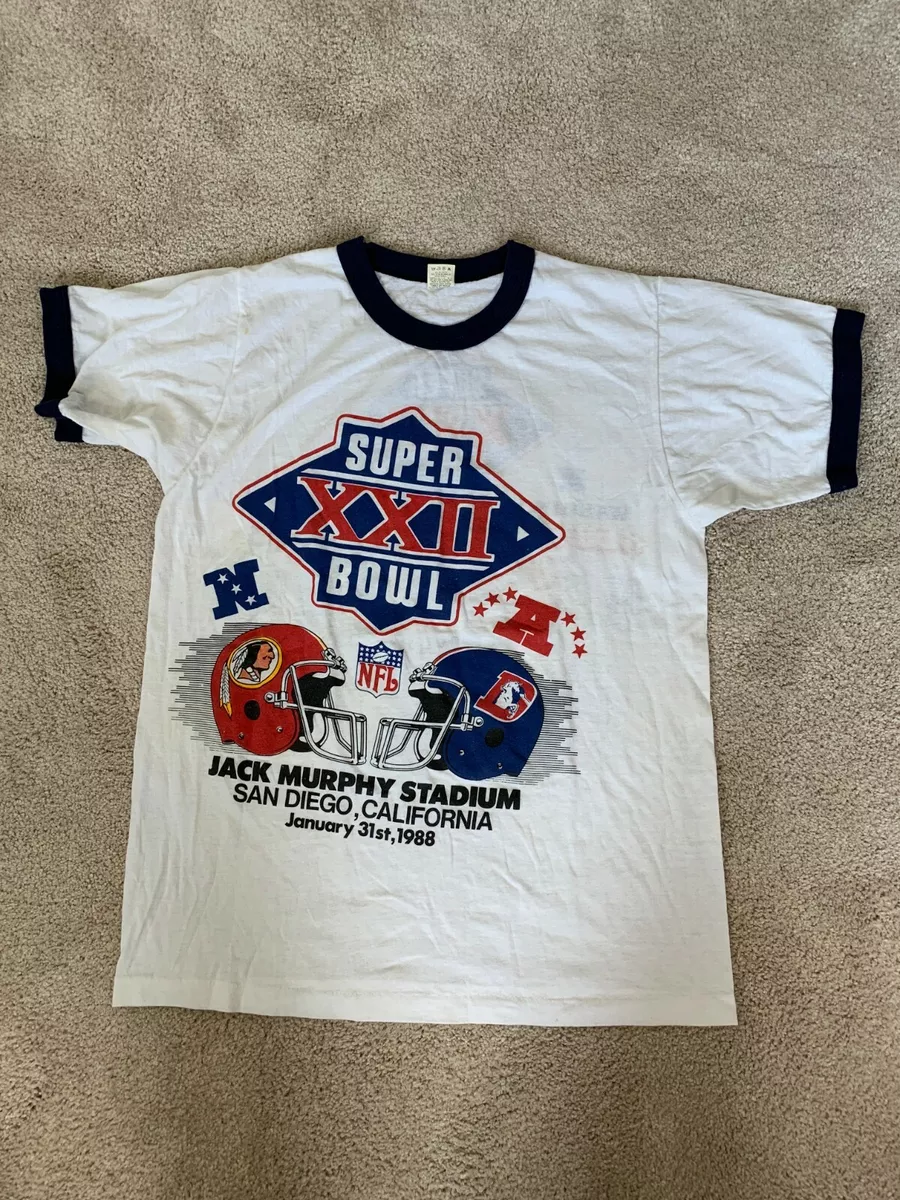 SUPER
XXII
BOWL
N
A
NFL
D
JACK MURPHY STADIUM
SAN DIEGO, CALIFORNIA
January 31st, 1988